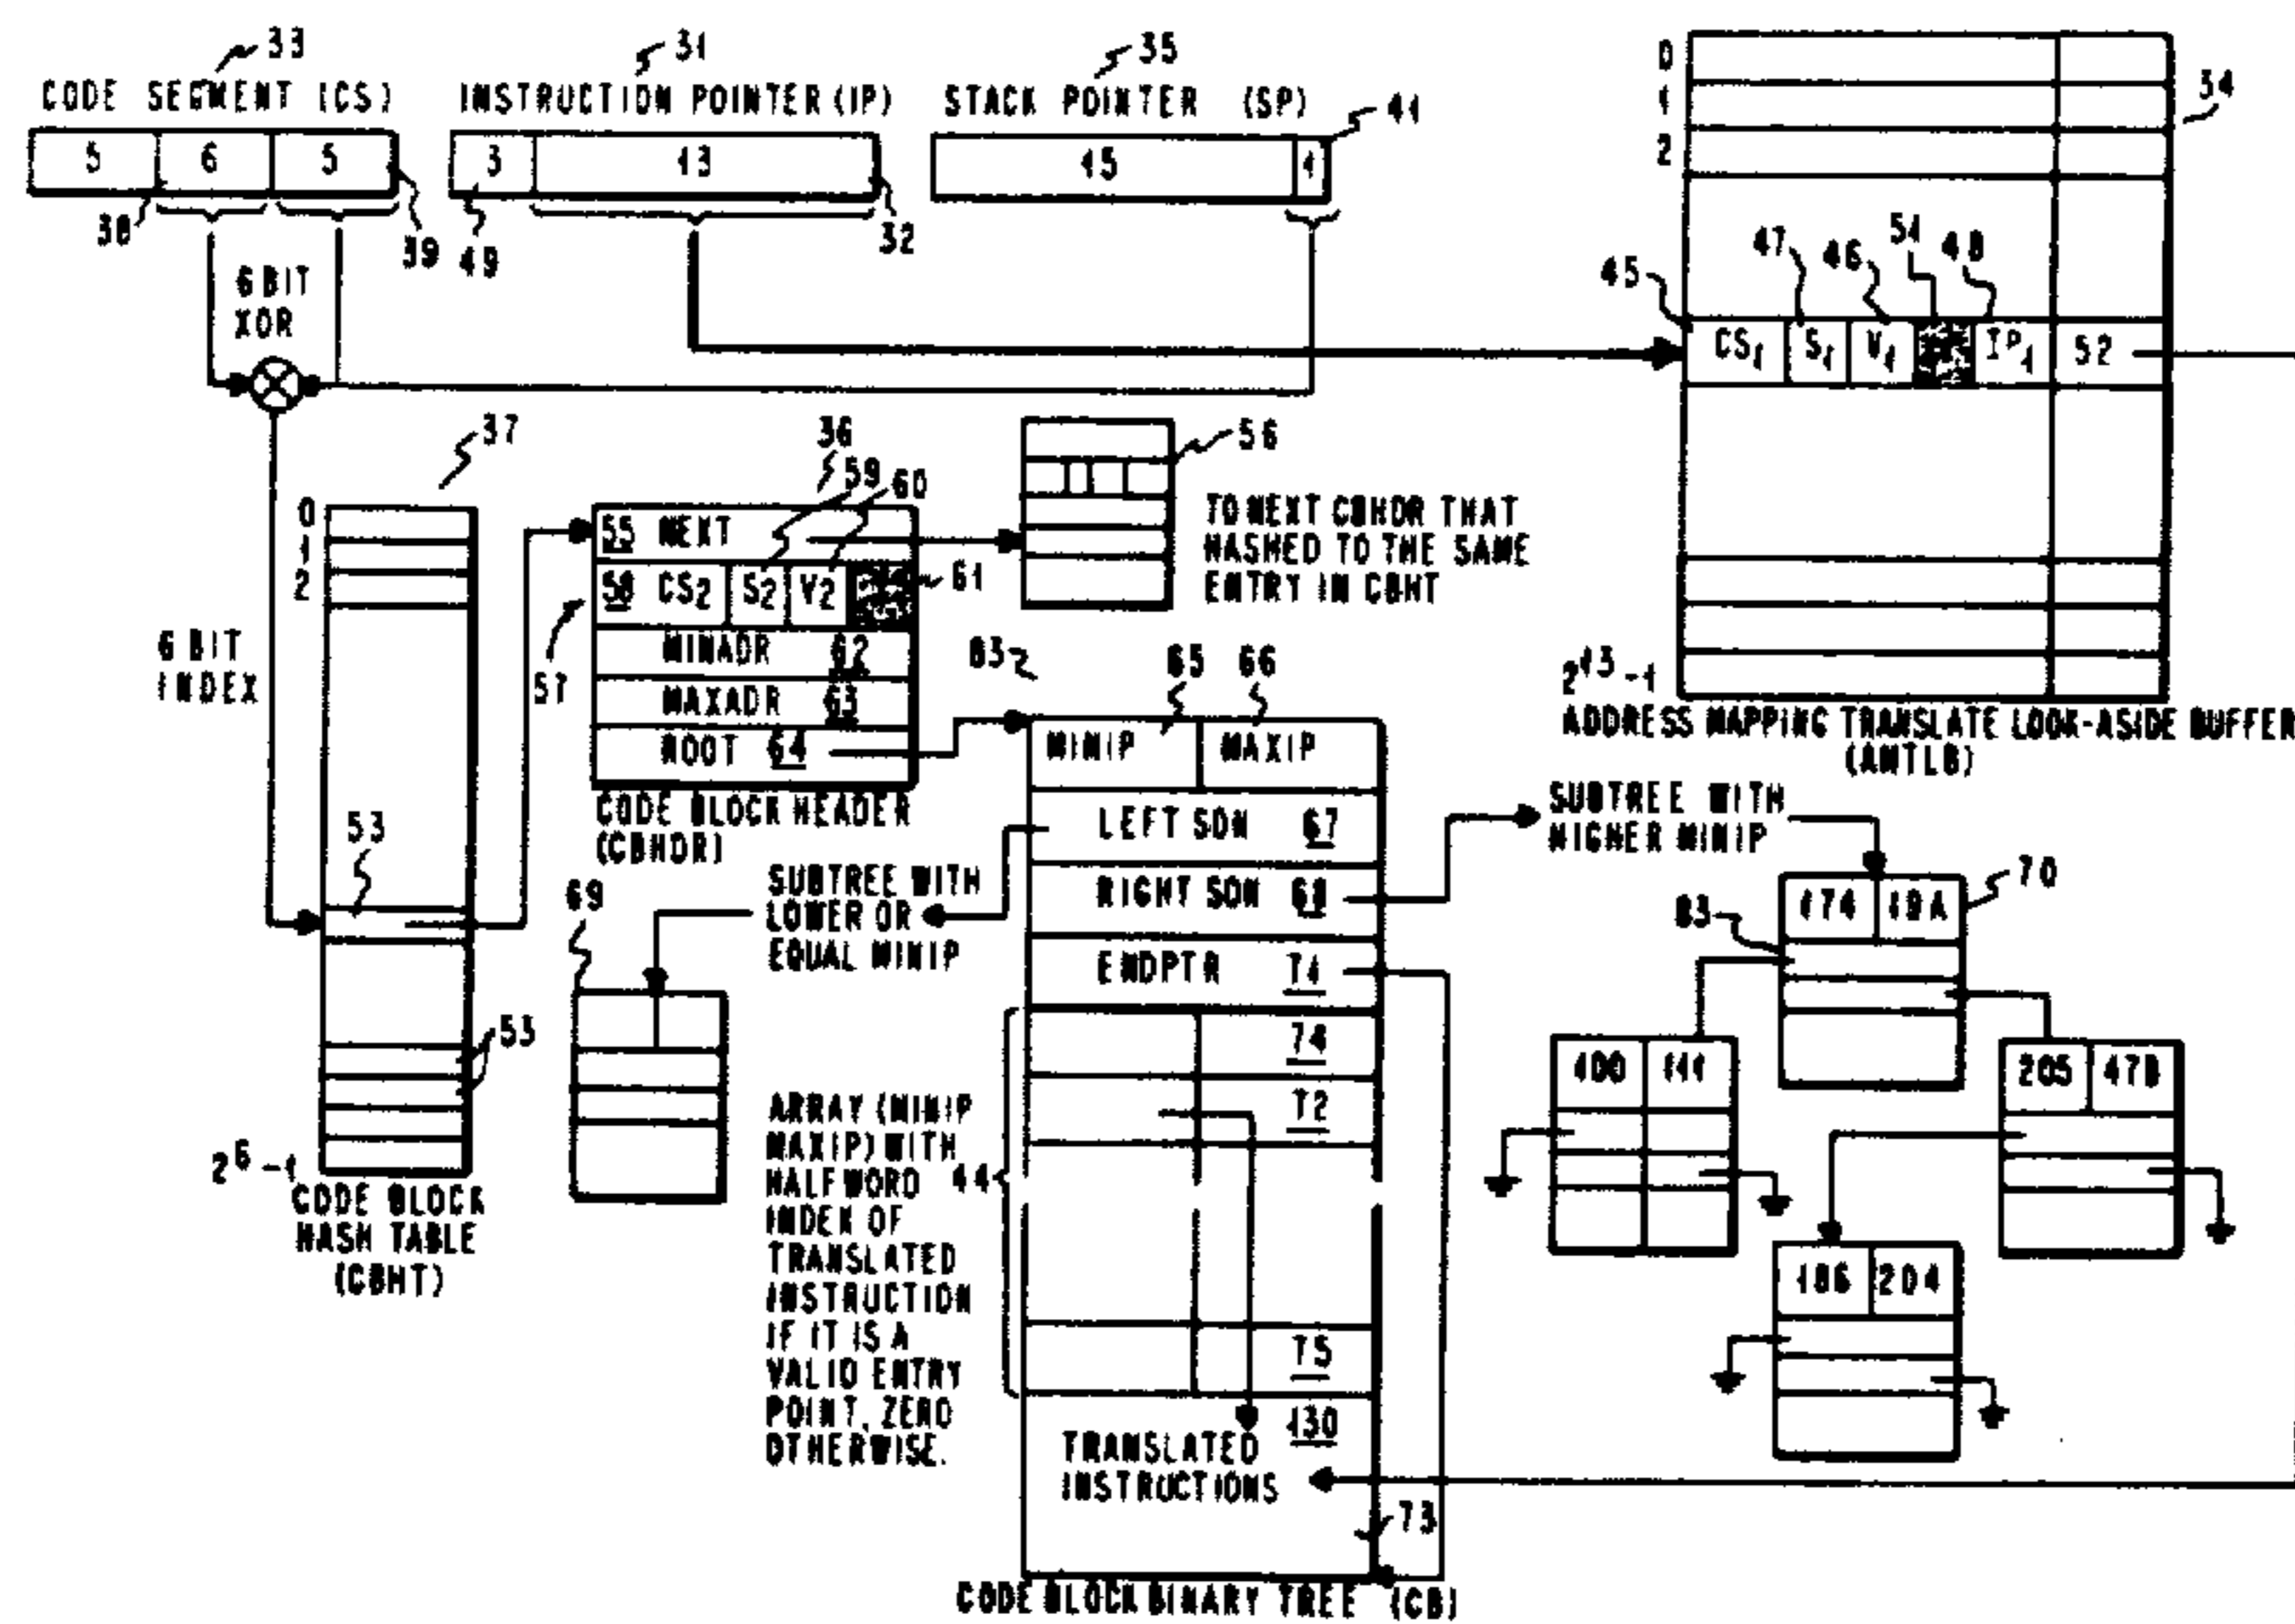 33
31
35
CODE SEGMENT (CS)
INSTRUCTION POINTER (IP)
STACK POINTER (SP)
41
5 6 5
3 13
15 1
38
39
49
32
6 BIT
XOR
0
1
2
34
45
47
46
51
48
CS1 S1 V1 IP1 52
2^13-1
ADDRESS MAPPING TRANSLATE LOOK-ASIDE BUFFER
(AMTLB)
37
0
1
2
6 BIT
INDEX
53
53
2^6-1
CODE BLOCK
HASH TABLE
(CBHT)
36
59
60
55 NEXT
58 CS2 S2 V2
61
57
MINADR 62
MAXADR 63
ROOT 64
CODE BLOCK HEADER
(CBHDR)
56
TO NEXT CBHDR THAT
HASHED TO THE SAME
ENTRY IN CBHT
83
65
66
MINIP MAXIP
LEFT SON 67
RIGHT SON 68
ENDPTR 74
72
75
130
TRANSLATED
INSTRUCTIONS
73
CODE BLOCK BINARY TREE (CB)
SUBTREE WITH
LOWER OR
EQUAL MINIP
69
ARRAY (MINIP
MAXIP) WITH
HALFWORD
INDEX OF
TRANSLATED
INSTRUCTION
IF IT IS A
VALID ENTRY
POINT, ZERO
OTHERWISE.
44
SUBTREE WITH
HIGHER MINIP
70
83
174 19A
100 111
205 47B
186 204